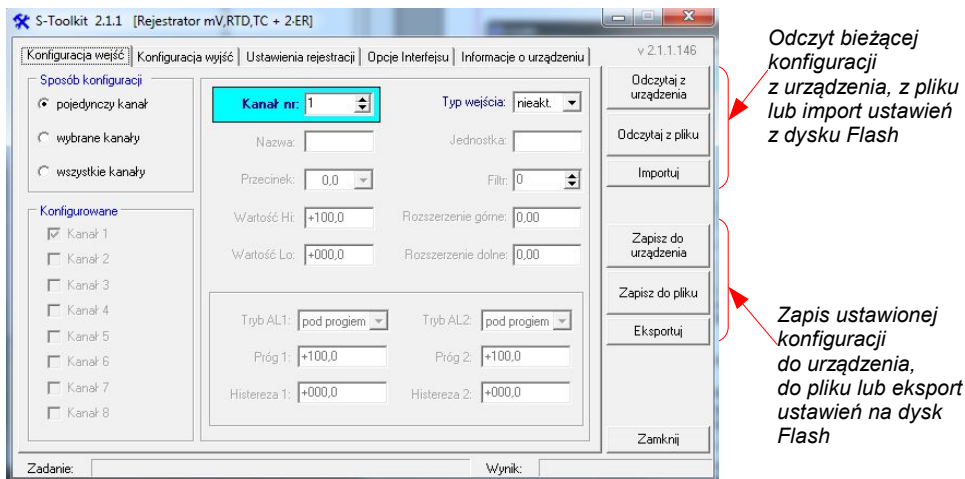 S-Toolkit 2.1.1 [Rejestrator mV,RTD,TC + 2-ER]
Konfiguracja wejść
Konfiguracja wyjść
Ustawienia rejestracji
Opcje Interfejsu
Informacje o urządzeniu
v 2.1.1.146
Sposób konfiguracji
pojedynczy kanał
wybrane kanały
wszystkie kanały
Konfigurowane
Kanał 1
Kanał 2
Kanał 3
Kanał 4
Kanał 5
Kanał 6
Kanał 7
Kanał 8
Kanał nr: 1
Typ wejścia: nieakt.
Nazwa:
Jednostka:
Przecinek: 0,0
Filtr: 0
Wartość Hi: +100,0
Rozszerzenie górne: 0,00
Wartość Lo: +000,0
Rozszerzenie dolne: 0,00
Tryb AL1: pod progiem
Tryb AL2: pod progiem
Próg 1: +100,0
Próg 2: +100,0
Histereza 1: +000,0
Histereza 2: +000,0
Odczytaj z
urządzenia
Odczytaj z pliku
Importuj
Zapisz do
urządzenia
Zapisz do pliku
Eksportuj
Zamknij
Zadanie:
Wynik:
Odczyt bieżącej
konfiguracji
z urządzenia, z pliku
lub import ustawień
z dysku Flash
Zapis ustawionej
konfiguracji
do urządzenia,
do pliku lub eksport
ustawień na dysk
Flash